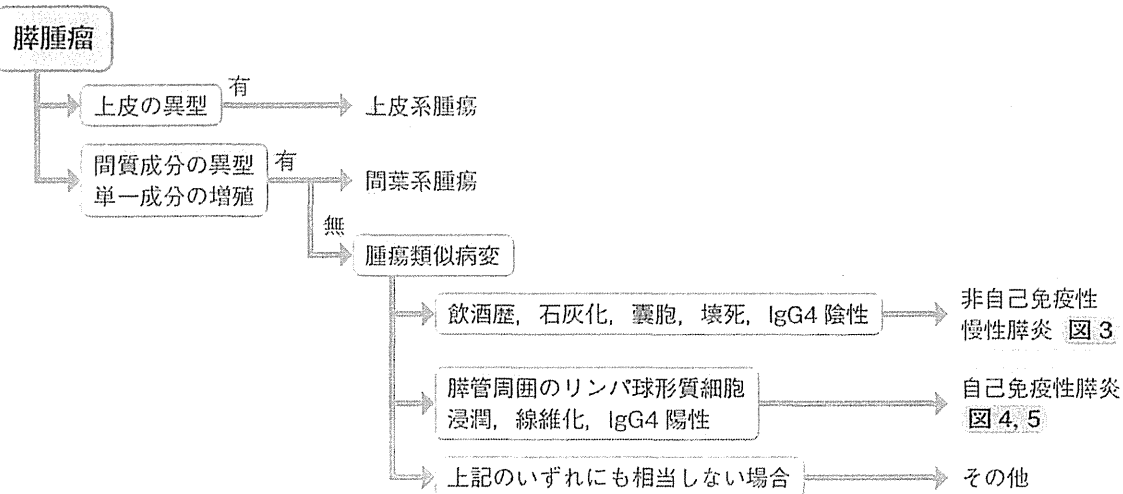 膵腫瘤
上皮の異型
有
上皮系腫瘍
間質成分の異型
単一成分の増殖
有
間葉系腫瘍
無
腫瘍類似病変
飲酒歴，石灰化，嚢胞，壊死，IgG4 陰性
非自己免疫性
慢性膵炎 図 3
膵管周囲のリンパ球形質細胞
浸潤，線維化，IgG4 陽性
自己免疫性膵炎
図 4, 5
上記のいずれにも相当しない場合
その他